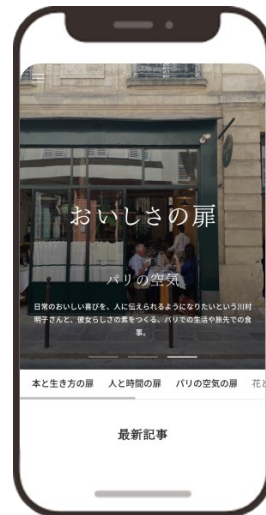 おいしさの扉
パリの空気
日常のおいしい喜びを、人に伝えられるようになりたいという川村
明子さんと、彼女らしさの素をつくる、パリでの生活や旅先での食
事。
本と生き方の扉 人と時間の扉 パリの空気の扉 花と
最新記事